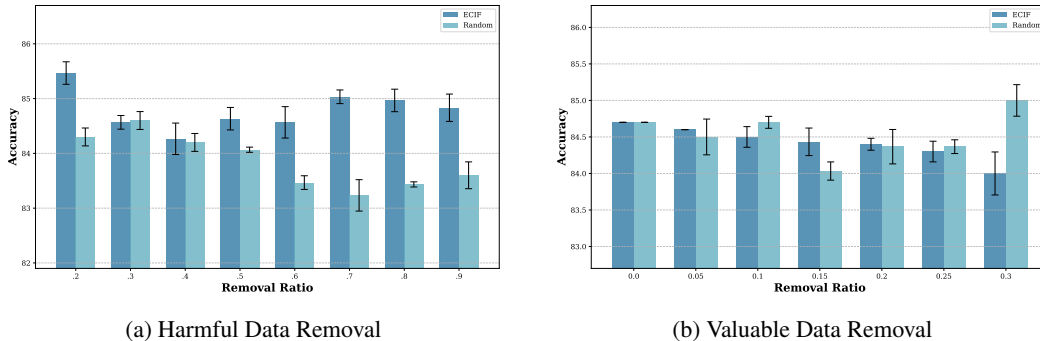 ECIF
Random
86
85
84
83
82
Accuracy
.2 .3 .4 .5 .6 .7 .8 .9
Removal Ratio
(a) Harmful Data Removal
ECIF
Random
86.0
85.5
85.0
84.5
84.0
83.5
83.0
Accuracy
0.0 0.05 0.1 0.15 0.2 0.25 0.3
Removal Ratio
(b) Valuable Data Removal